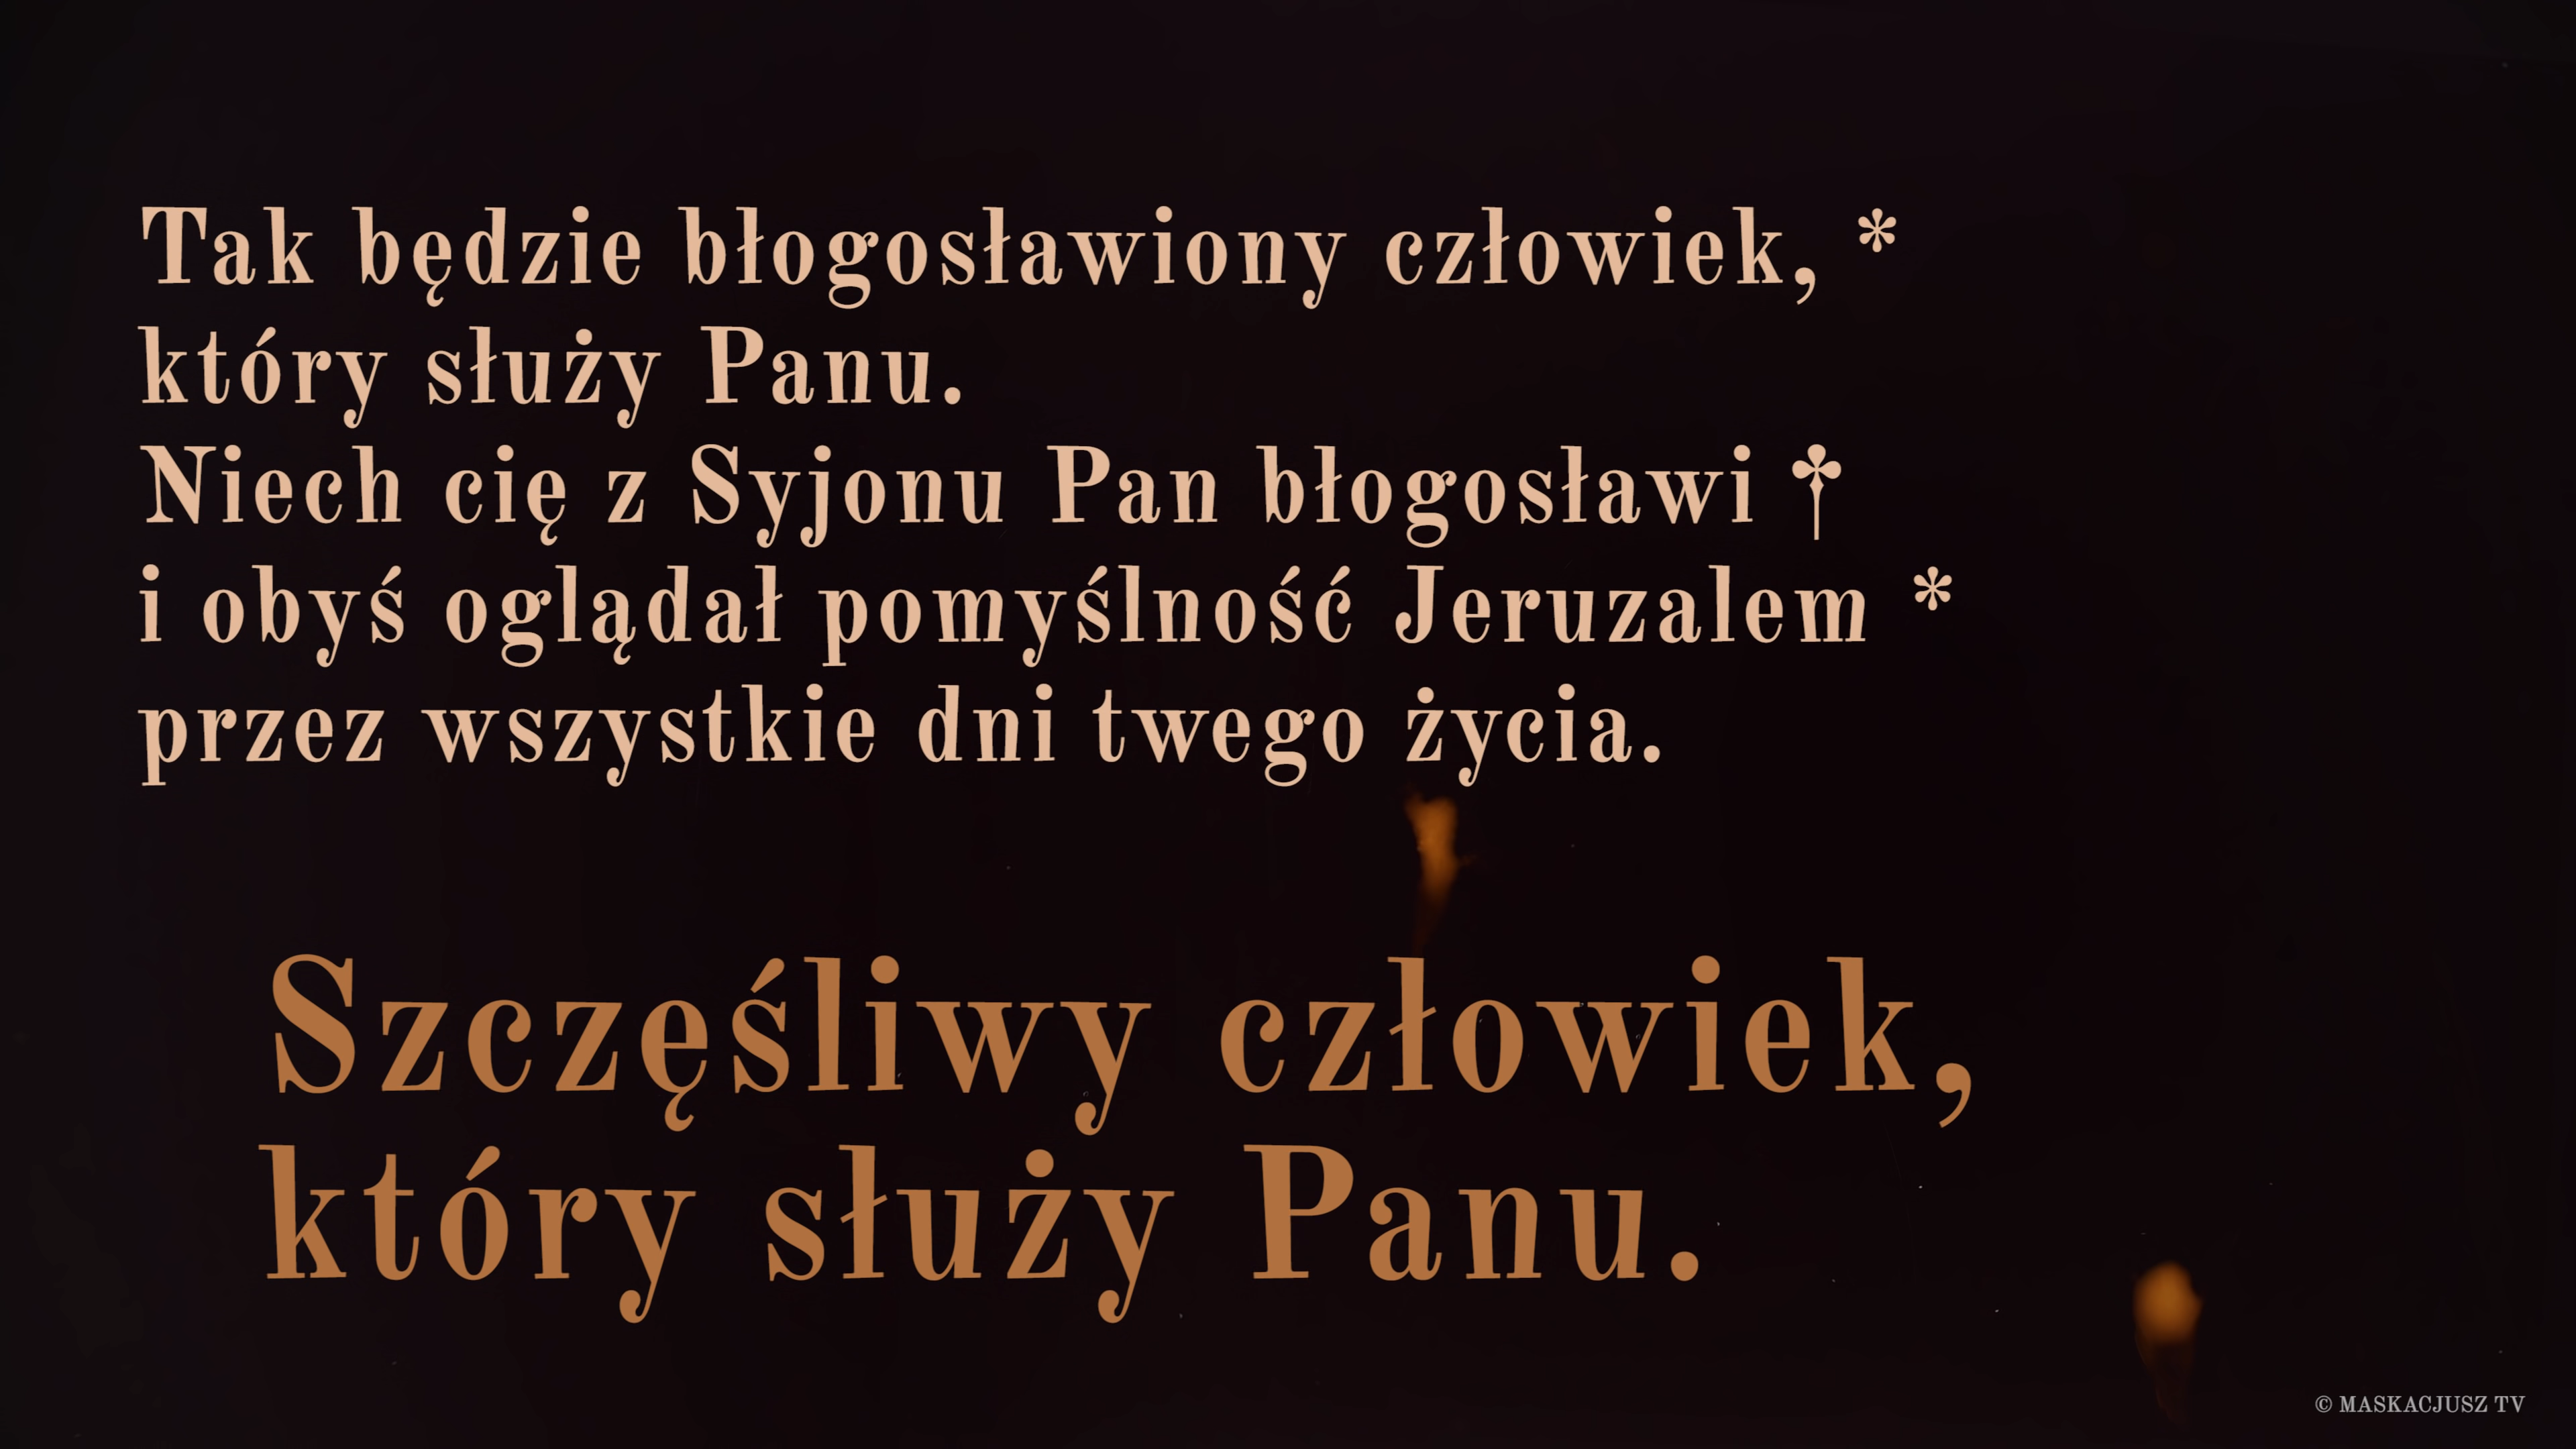 Tak będzie błogosławiony człowiek, *
który służy Panu.
Niech cię z Syjonu Pan błogosławi †
i obyś oglądał pomyślność Jeruzalem *
przez wszystkie dni twego życia.
Szczęśliwy człowiek,
który służy Panu.
© MASKACJUSZ TV